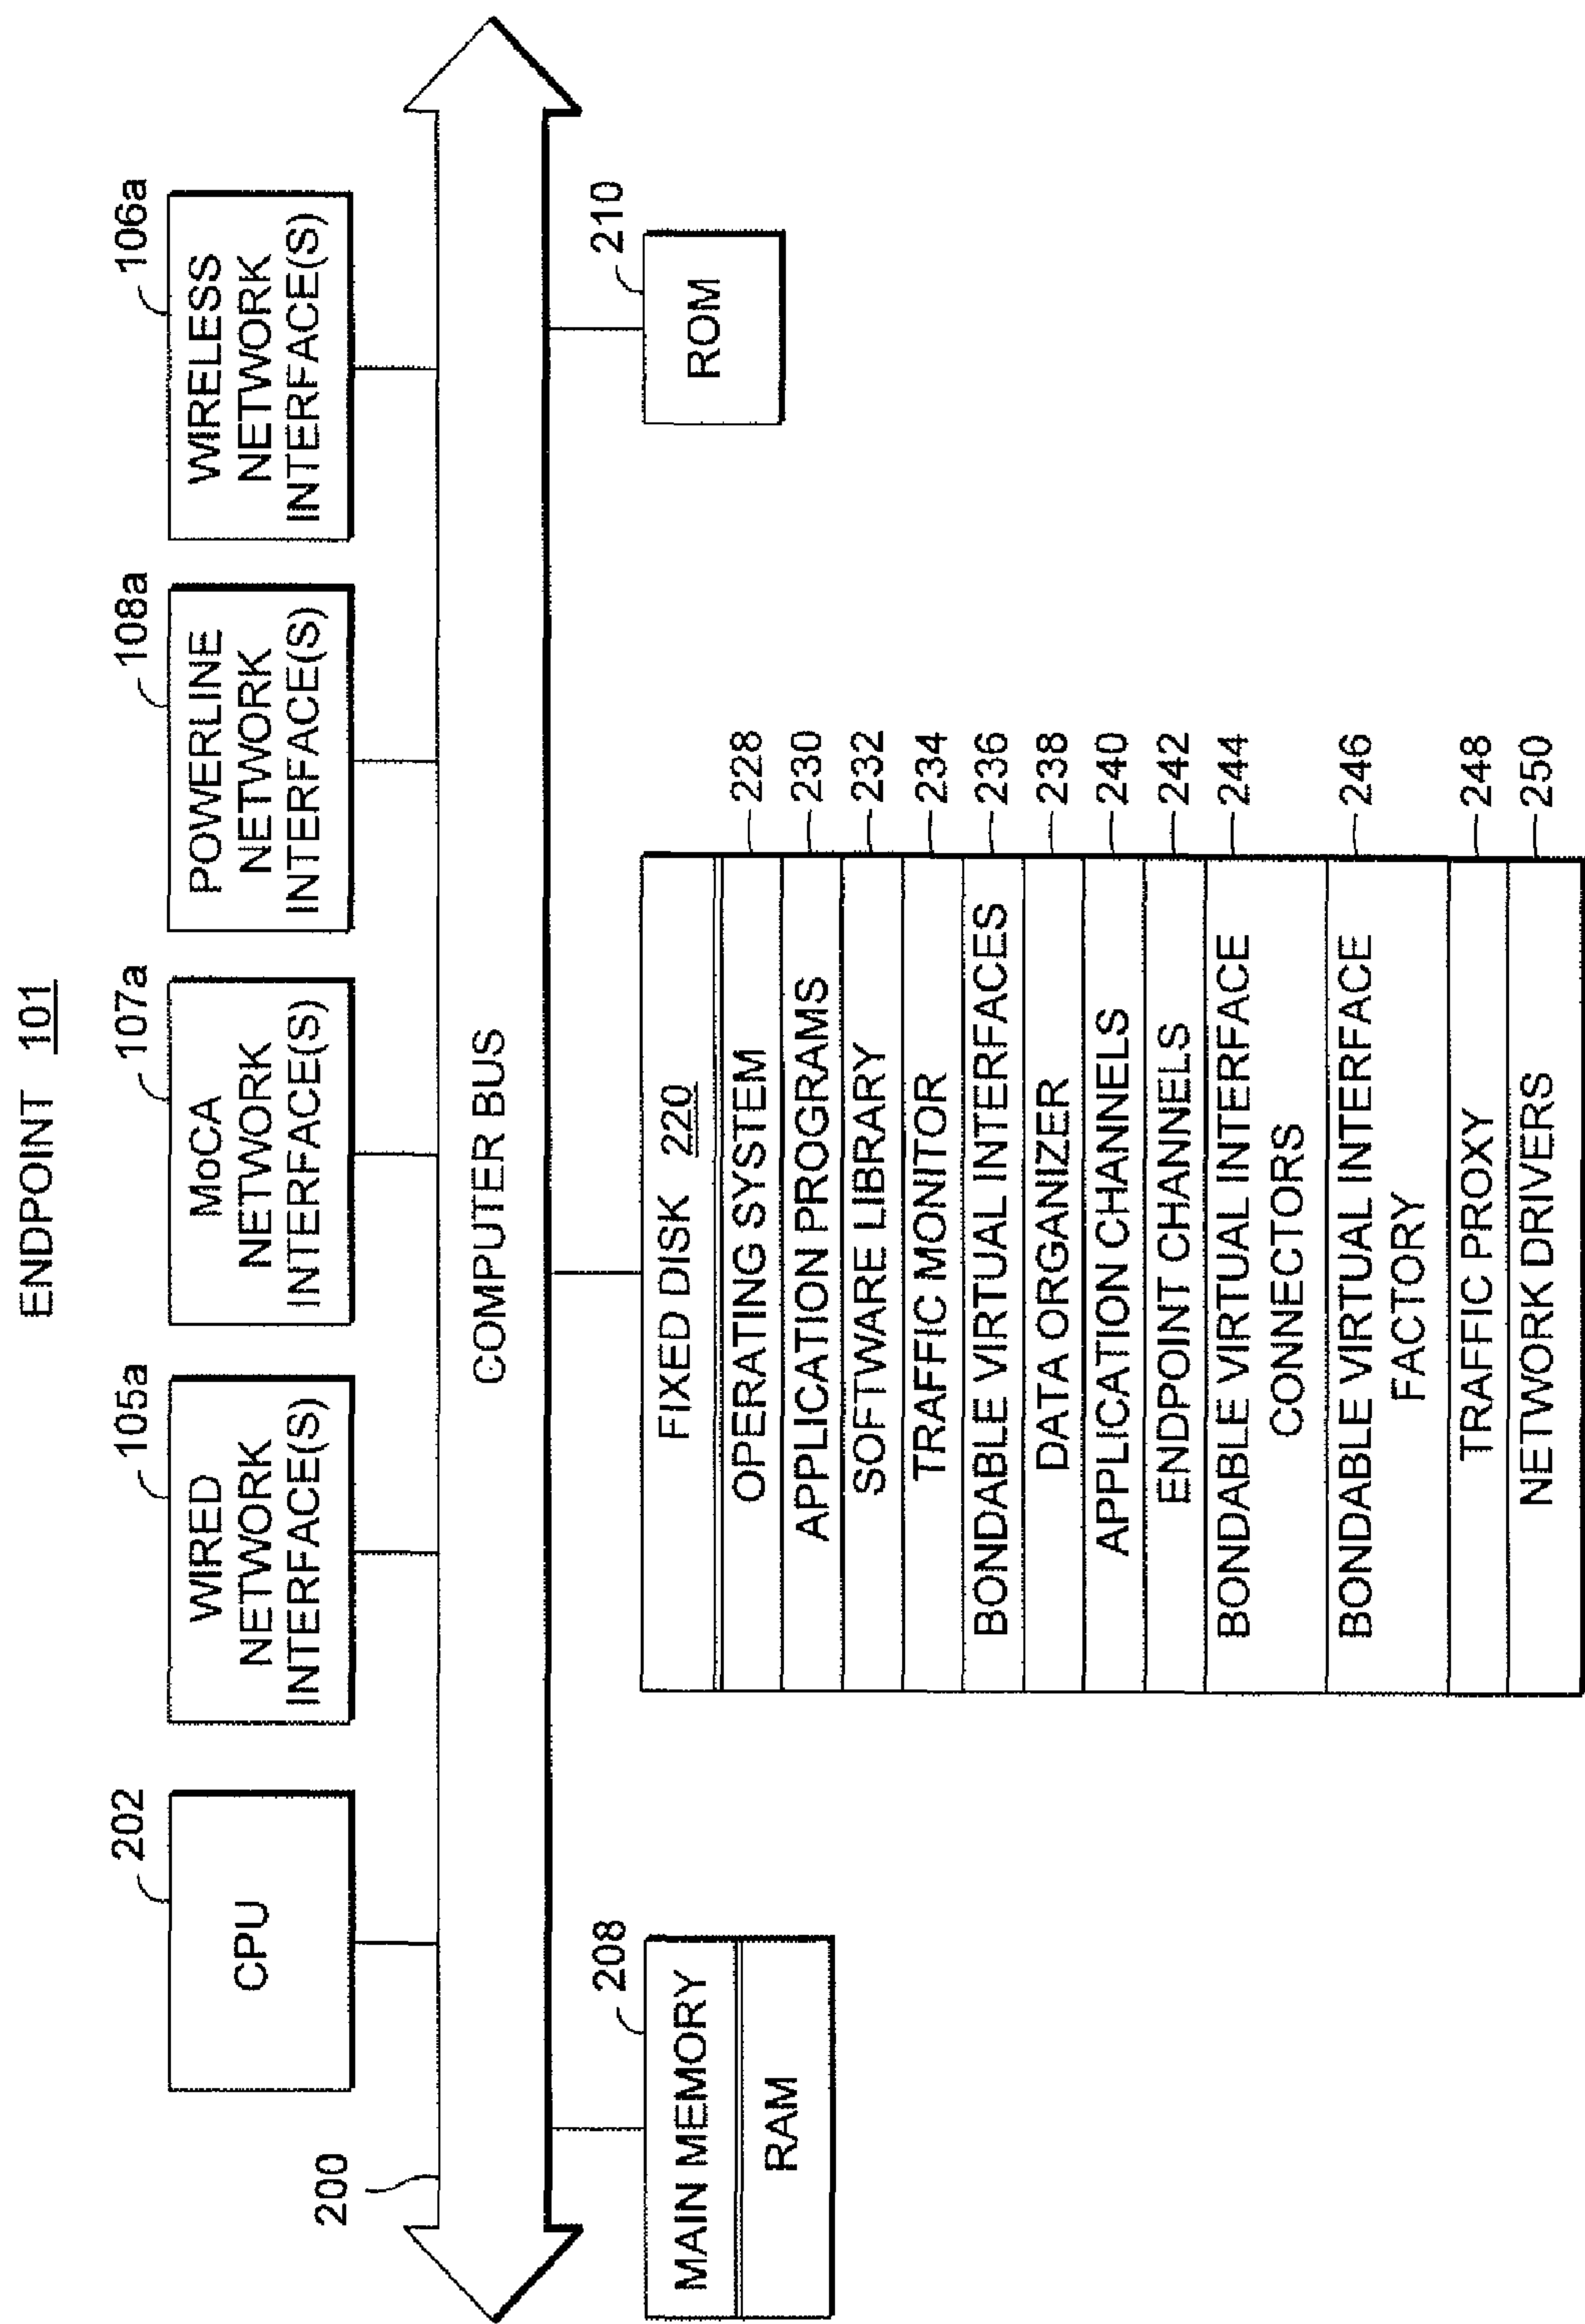 ENDPOINT 101
202
CPU
105a
WIRED
NETWORK
INTERFACE(S)
107a
MoCA
NETWORK
INTERFACE(S)
108a
POWERLINE
NETWORK
INTERFACE(S)
106a
WIRELESS
NETWORK
INTERFACE(S)
200
COMPUTER BUS
208
MAIN MEMORY
RAM
FIXED DISK 220
OPERATING SYSTEM 228
APPLICATION PROGRAMS 230
SOFTWARE LIBRARY 232
TRAFFIC MONITOR 234
BONDABLE VIRTUAL INTERFACES 236
DATA ORGANIZER 238
APPLICATION CHANNELS 240
ENDPOINT CHANNELS 242
BONDABLE VIRTUAL INTERFACE 244
CONNECTORS
BONDABLE VIRTUAL INTERFACE 246
FACTORY
TRAFFIC PROXY 248
NETWORK DRIVERS 250
210
ROM